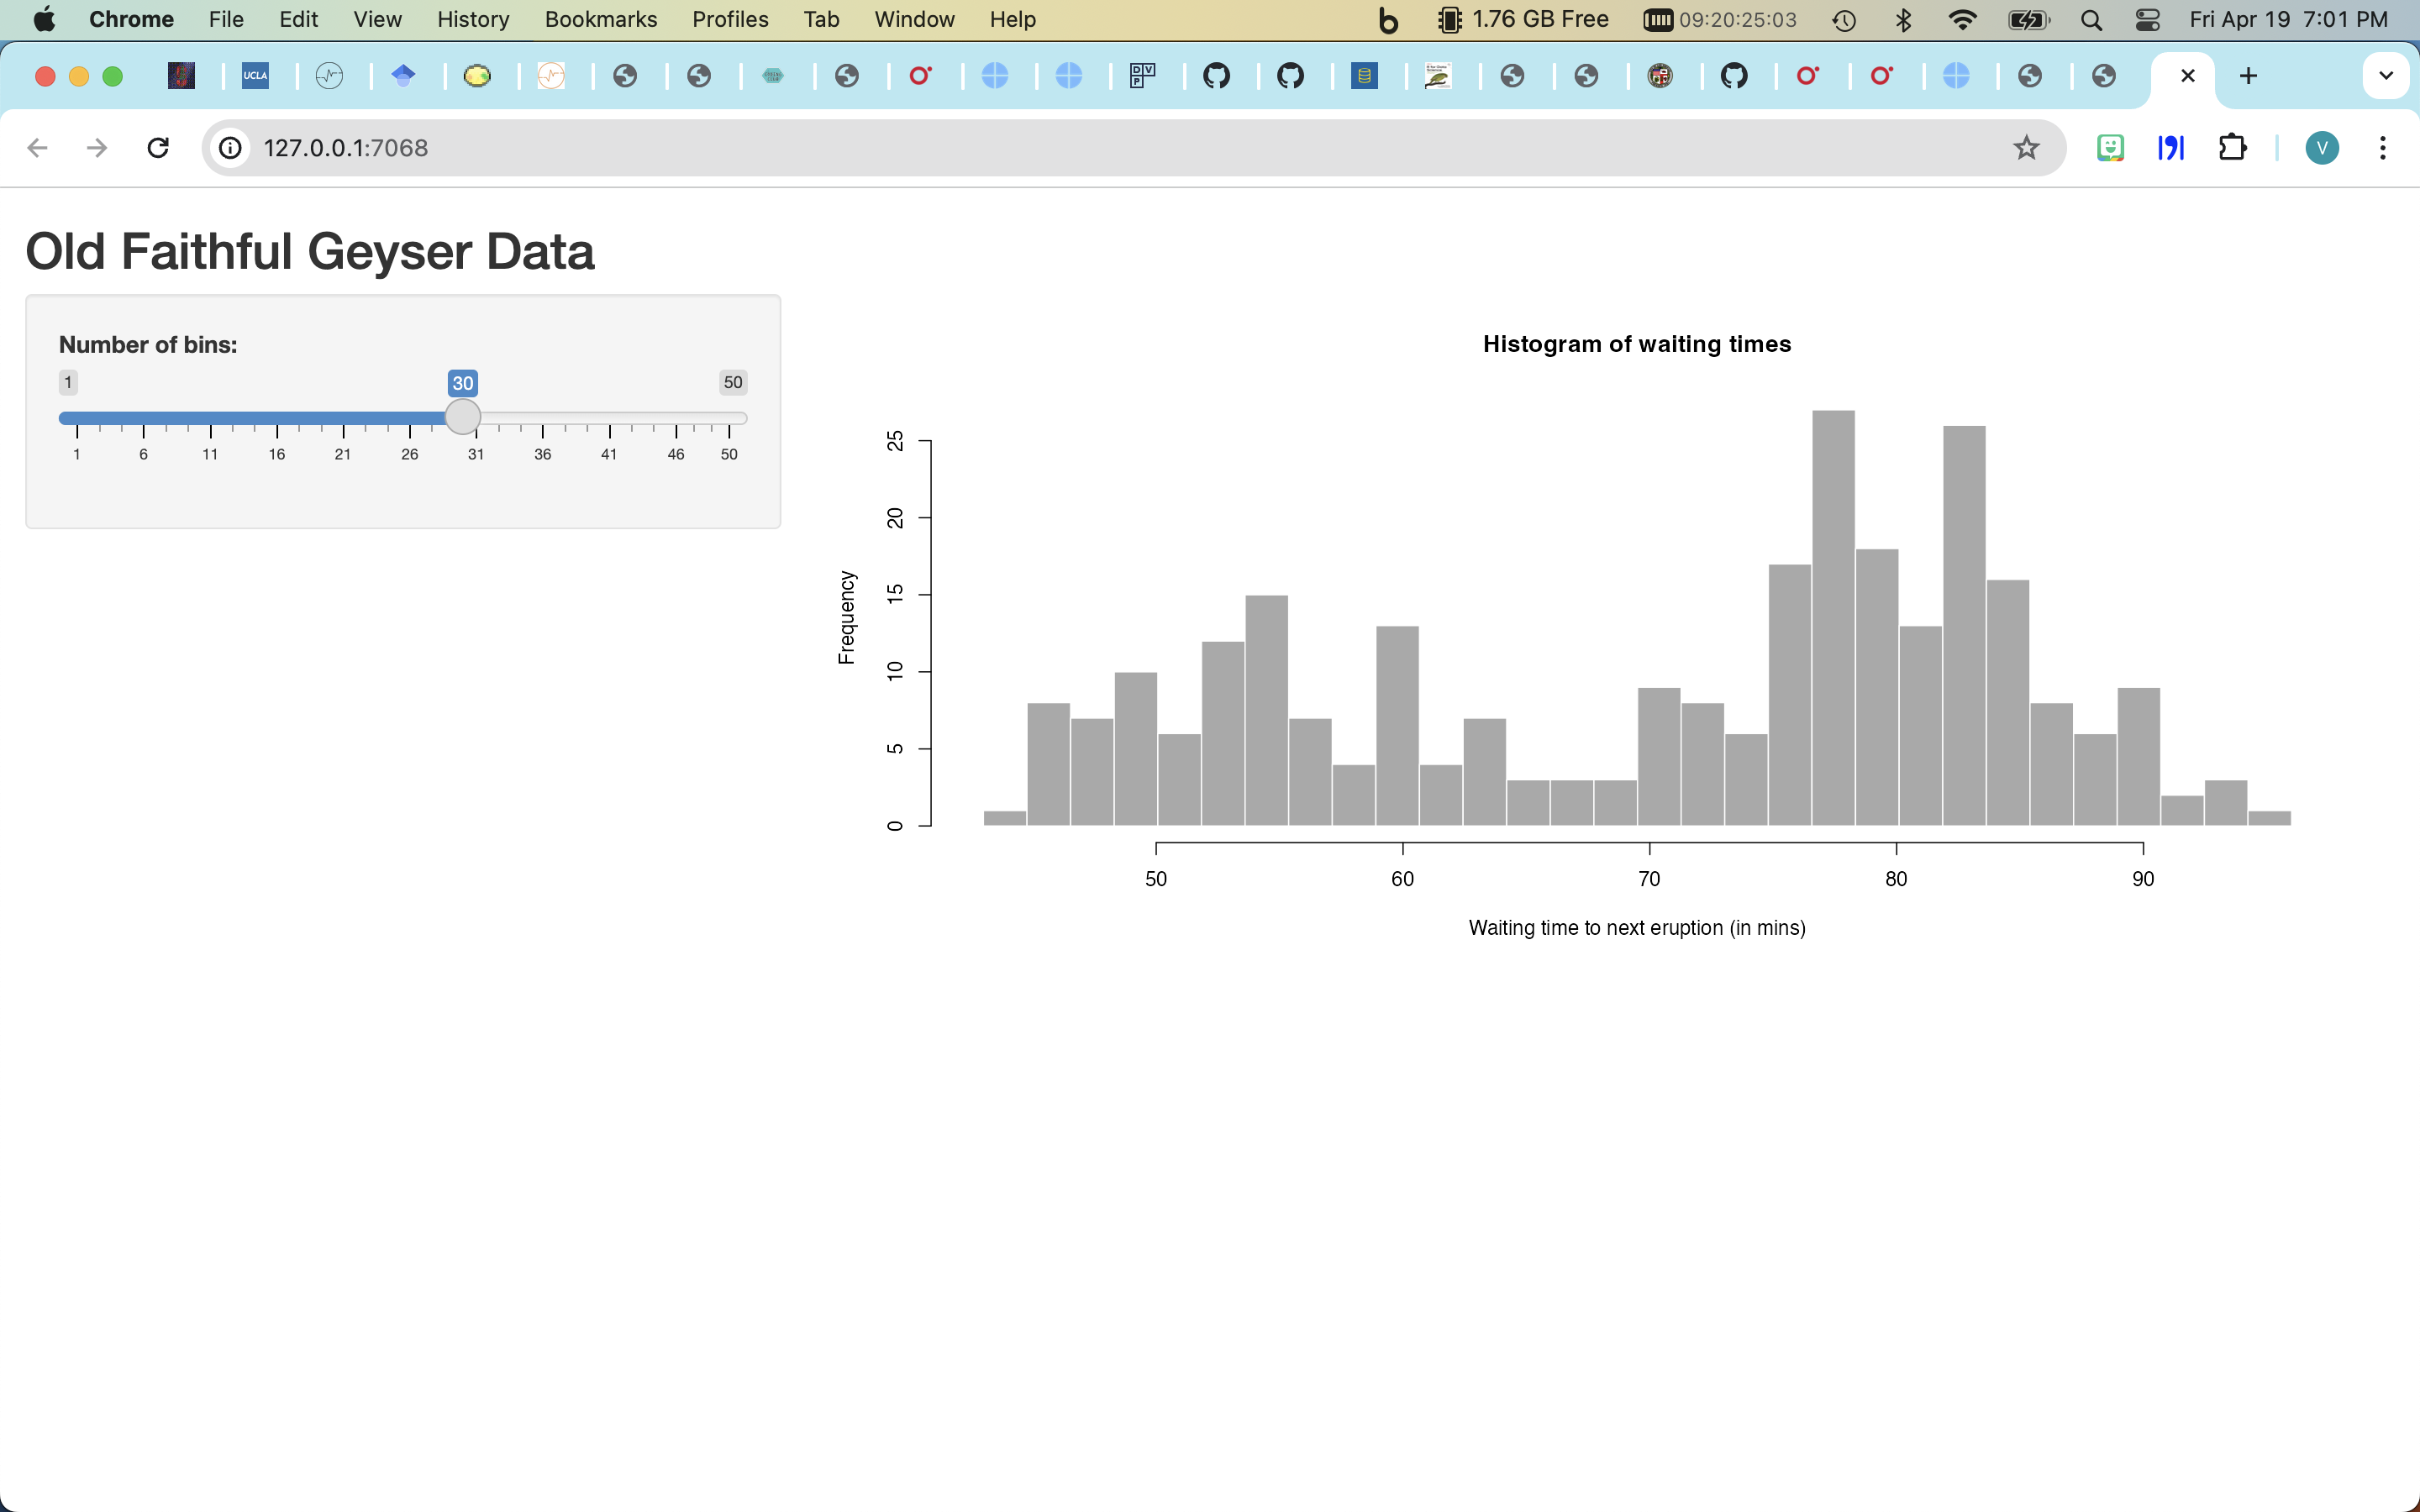 Chrome File Edit View History Bookmarks Profiles Tab Window Help 1.76 GB Free 09:20:25:03 Fri Apr 19 7:01 PM
UCLA
D V
P
127.0.0.1:7068
V
Old Faithful Geyser Data
Number of bins:
1 30 50
1 6 11 16 21 26 31 36 41 46 50
Histogram of waiting times
Frequency
25
20
15
10
5
0
50 60 70 80 90
Waiting time to next eruption (in mins)